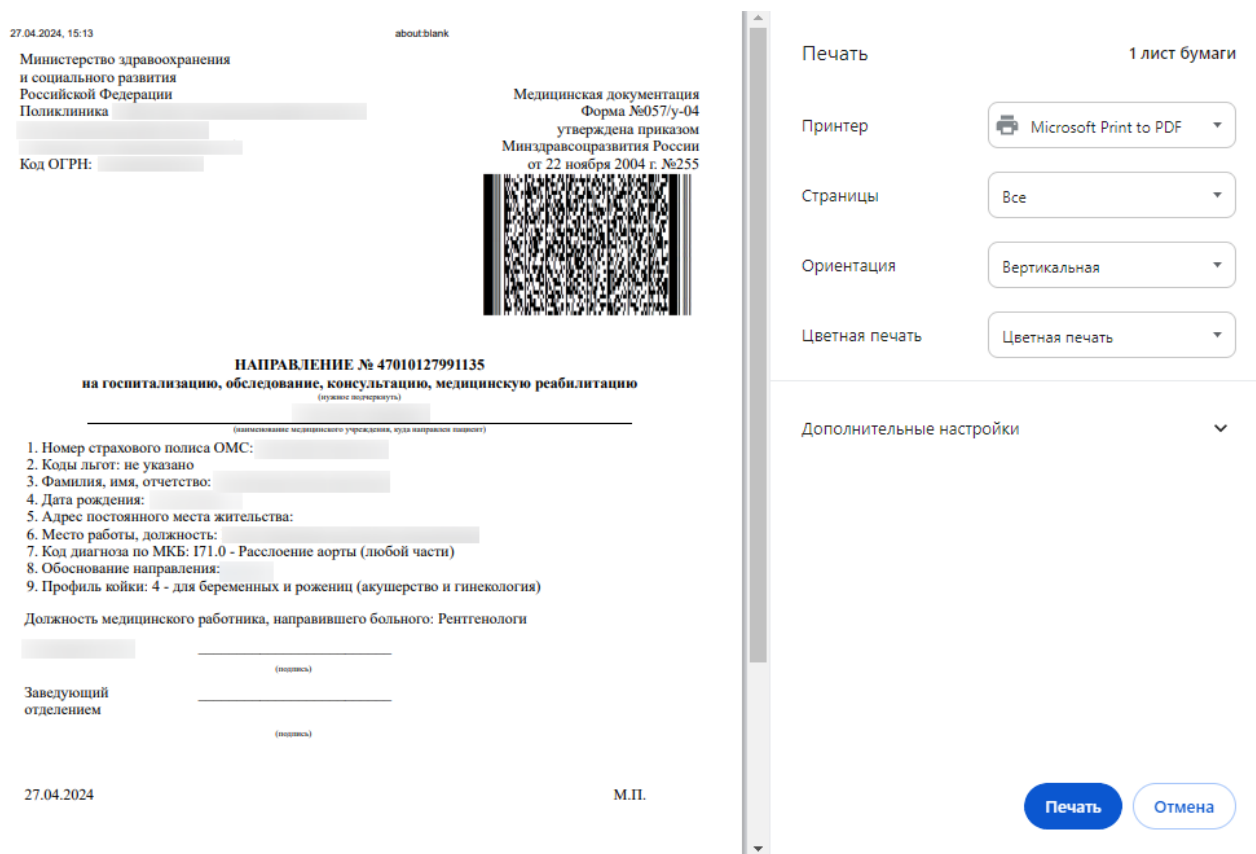 27.04.2024, 15:13
about:blank
Министерство здравоохранения
и социального развития
Российской Федерации
Поликлиника
Код ОГРН:
Медицинская документация
Форма №057/у-04
утверждена приказом
Минздравсоцразвития России
от 22 ноября 2004 г. №255
НАПРАВЛЕНИЕ № 47010127991135
на госпитализацию, обследование, консультацию, медицинскую реабилитацию
(нужное подчеркнуть)
(наименование медицинского учреждения, куда направлен пациент)
1. Номер страхового полиса ОМС:
2. Коды льгот: не указано
3. Фамилия, имя, отчетство:
4. Дата рождения:
5. Адрес постоянного места жительства:
6. Место работы, должность:
7. Код диагноза по МКБ: I71.0 - Расслоение аорты (любой части)
8. Обоснование направления:
9. Профиль койки: 4 - для беременных и рожениц (акушерство и гинекология)
Должность медицинского работника, направившего больного: Рентгенологи
(подпись)
Заведующий
отделением
(подпись)
27.04.2024
М.П.
Печать
1 лист бумаги
Принтер
Microsoft Print to PDF
Страницы
Все
Ориентация
Вертикальная
Цветная печать
Цветная печать
Дополнительные настройки
Печать
Отмена